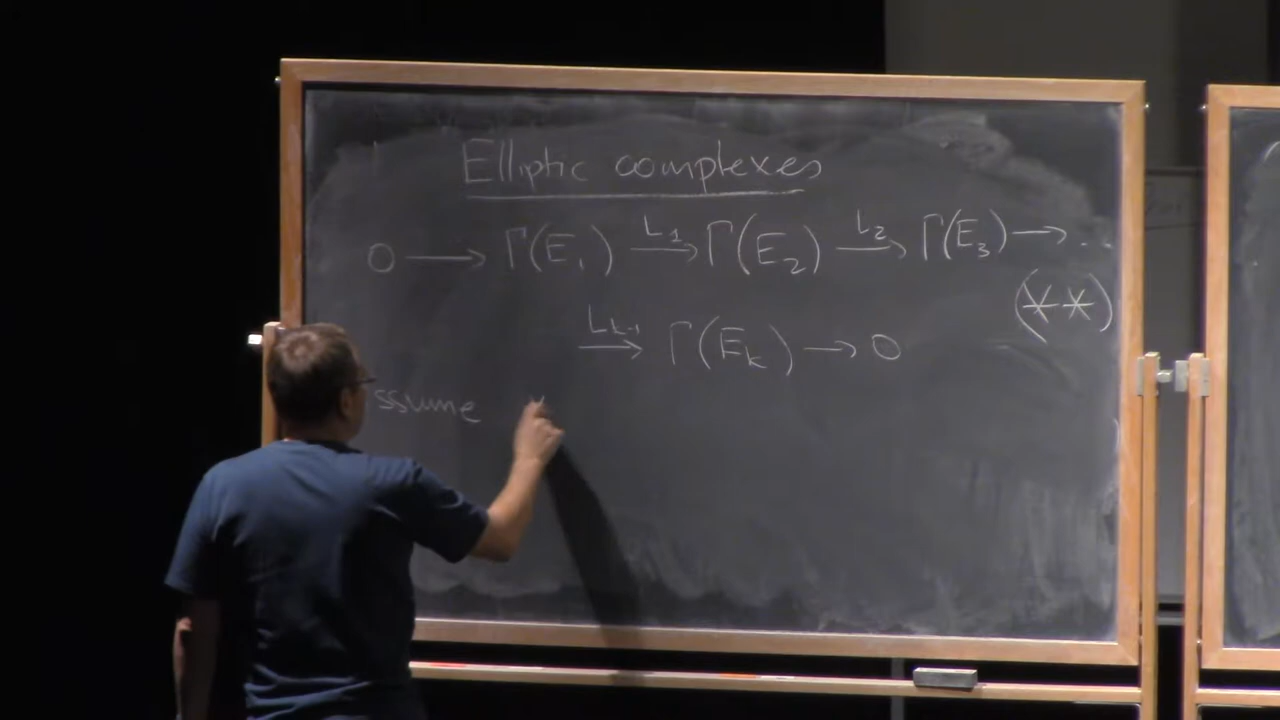 Elliptic complexes
0 → Γ(E₁) L₁→ Γ(E₂) L₂→ Γ(E₃) → ...
(**)
Lₖ₋₁→ Γ(Eₖ) → 0
ssume